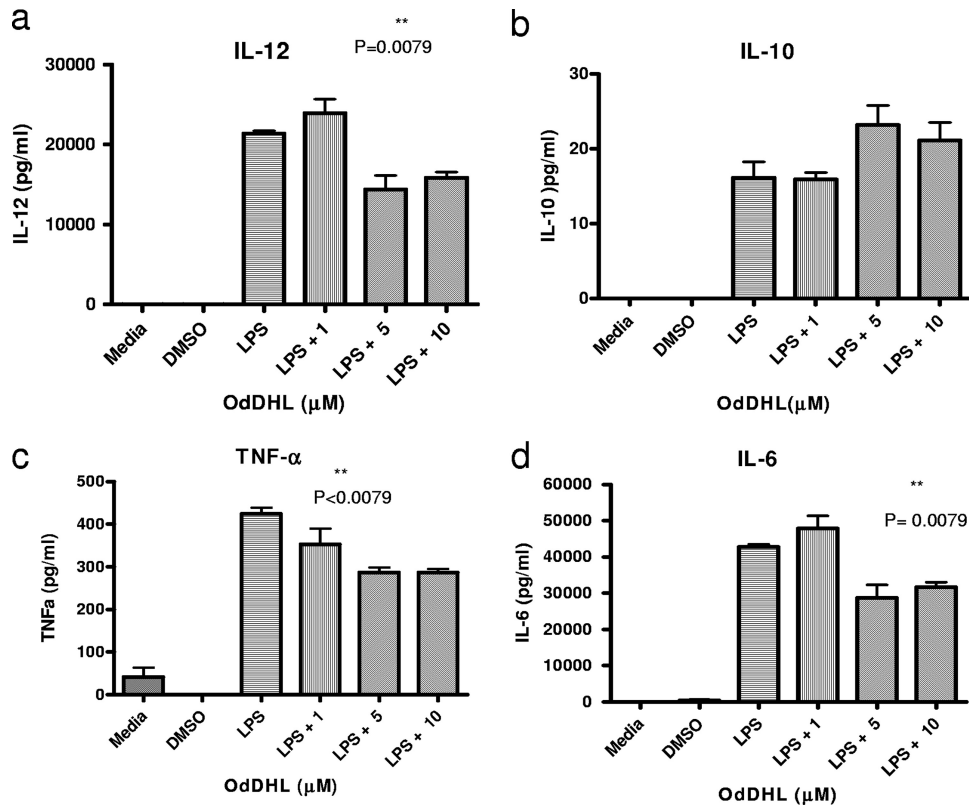 a
**
P=0.0079
IL-12
IL-12 (pg/ml)
30000
20000
10000
0
Media
DMSO
LPS
LPS + 1
LPS + 5
LPS + 10
OdDHL (μM)
b
IL-10
IL-10 )pg/ml)
30
20
10
0
Media
DMSO
LPS
LPS + 1
LPS + 5
LPS + 10
OdDHL(μM)
c
TNF-α
**
P<0.0079
TNFa (pg/ml)
500
400
300
200
100
0
Media
DMSO
LPS
LPS + 1
LPS + 5
LPS + 10
OdDHL (μM)
d
IL-6
**
P= 0.0079
IL-6 (pg/ml)
60000
50000
40000
30000
20000
10000
0
Media
DMSO
LPS
LPS + 1
LPS + 5
LPS + 10
OdDHL (μM)